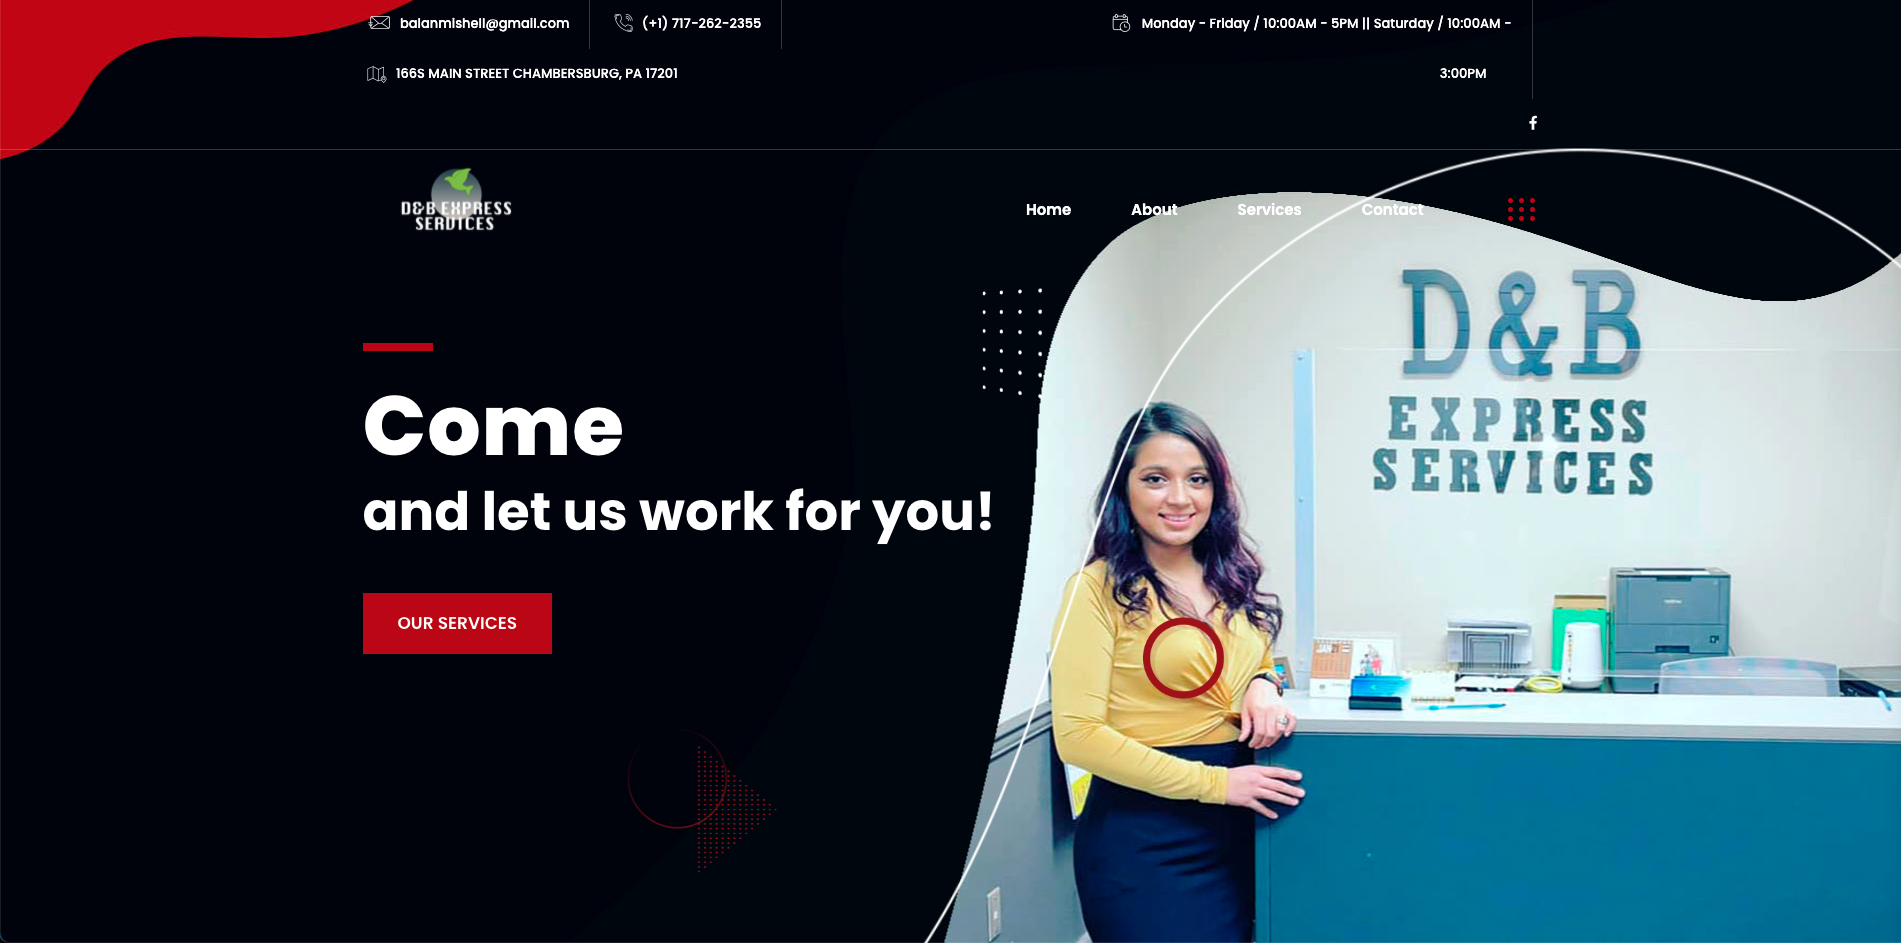 balanmishell@gmail.com
(+1) 717-262-2355
Monday - Friday / 10:00AM - 5PM || Saturday / 10:00AM -
3:00PM
166S MAIN STREET CHAMBERSBURG, PA 17201
D&B EXPRESS
SERVICES
Home
About
Services
Contact
D&B
EXPRESS
SERVICES
Come
and let us work for you!
OUR SERVICES
JAN